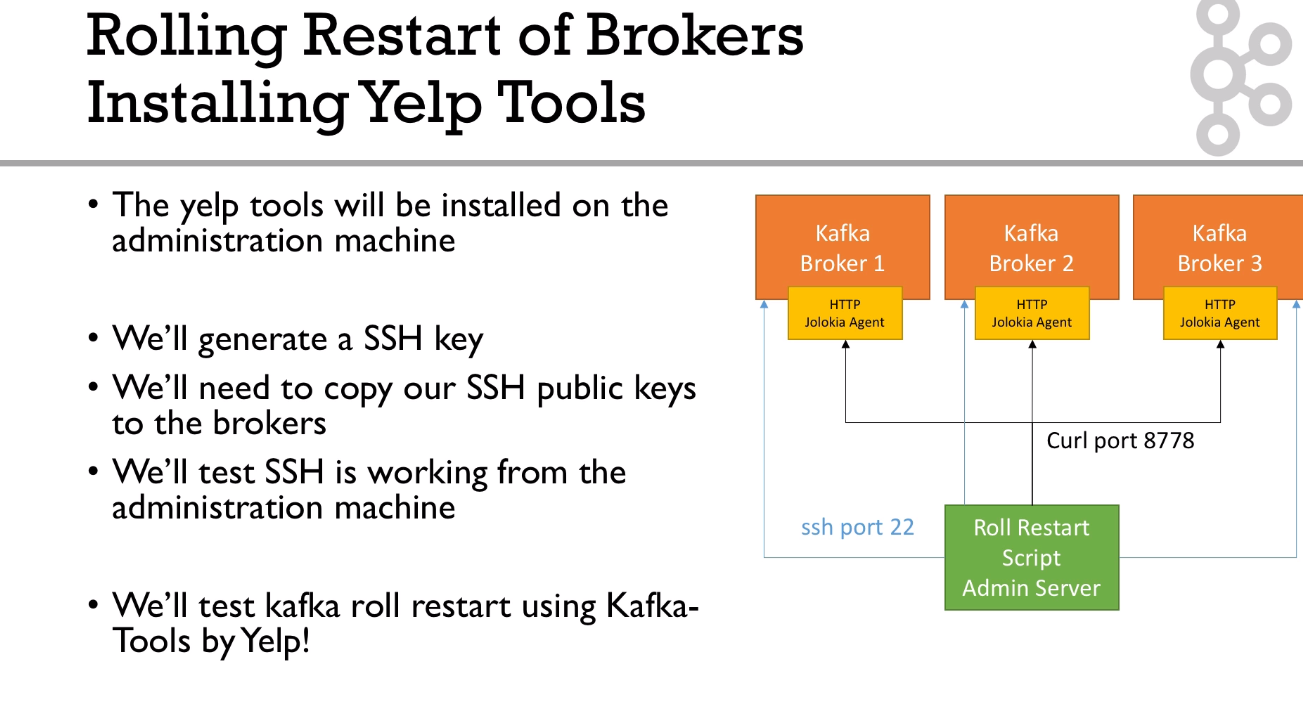 Rolling Restart of Brokers
Installing Yelp Tools
• The yelp tools will be installed on the
administration machine
• We'll generate a SSH key
• We'll need to copy our SSH public keys
to the brokers
• We'll test SSH is working from the
administration machine
• We'll test kafka roll restart using Kafka-
Tools by Yelp!
Kafka
Broker 1
HTTP
Jolokia Agent
Kafka
Broker 2
HTTP
Jolokia Agent
Kafka
Broker 3
HTTP
Jolokia Agent
Curl port 8778
ssh port 22
Roll Restart
Script
Admin Server